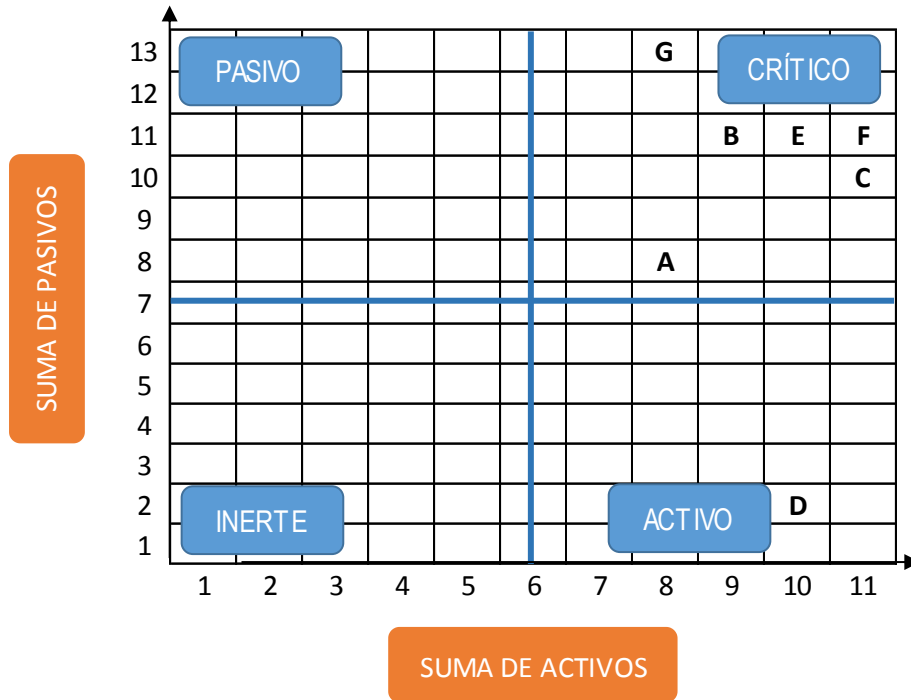 13 PASIVO G CRÍTICO
12
11 B E F
10 C
9
8 A
7
6
5
4
3
2 INERTE ACTIVO D
1
1 2 3 4 5 6 7 8 9 10 11
SUMA DE PASIVOS
SUMA DE ACTIVOS